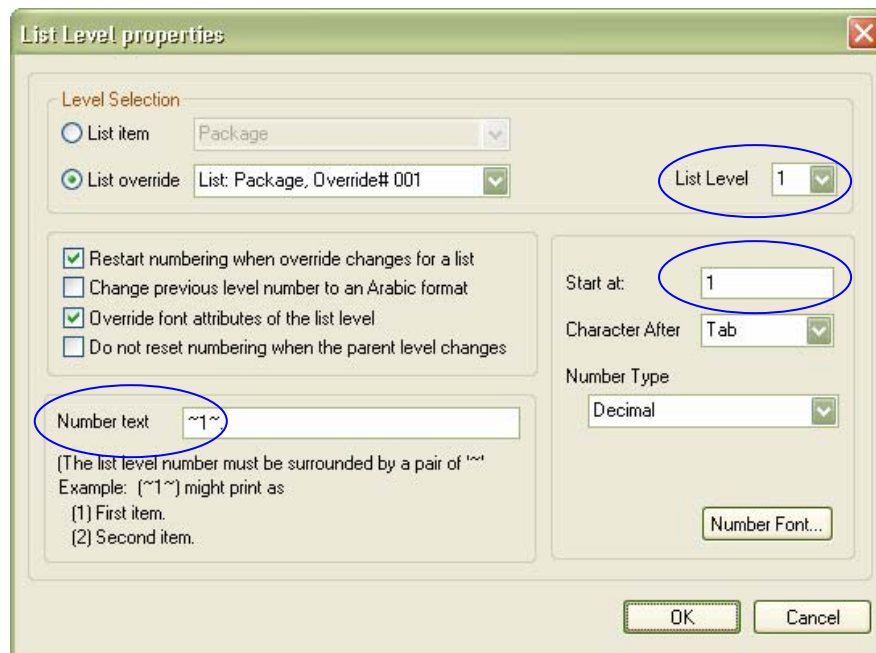 List Level properties
Level Selection
List item Package
List override List: Package, Override# 001 List Level 1
Restart numbering when override changes for a list
Change previous level number to an Arabic format
Override font attributes of the list level
Do not reset numbering when the parent level changes
Start at: 1
Character After Tab
Number Type
Decimal
Number text ~1~.
(The list level number must be surrounded by a pair of '~'
Example: (~1~) might print as
(1) First item.
(2) Second item.
Number Font...
OK Cancel